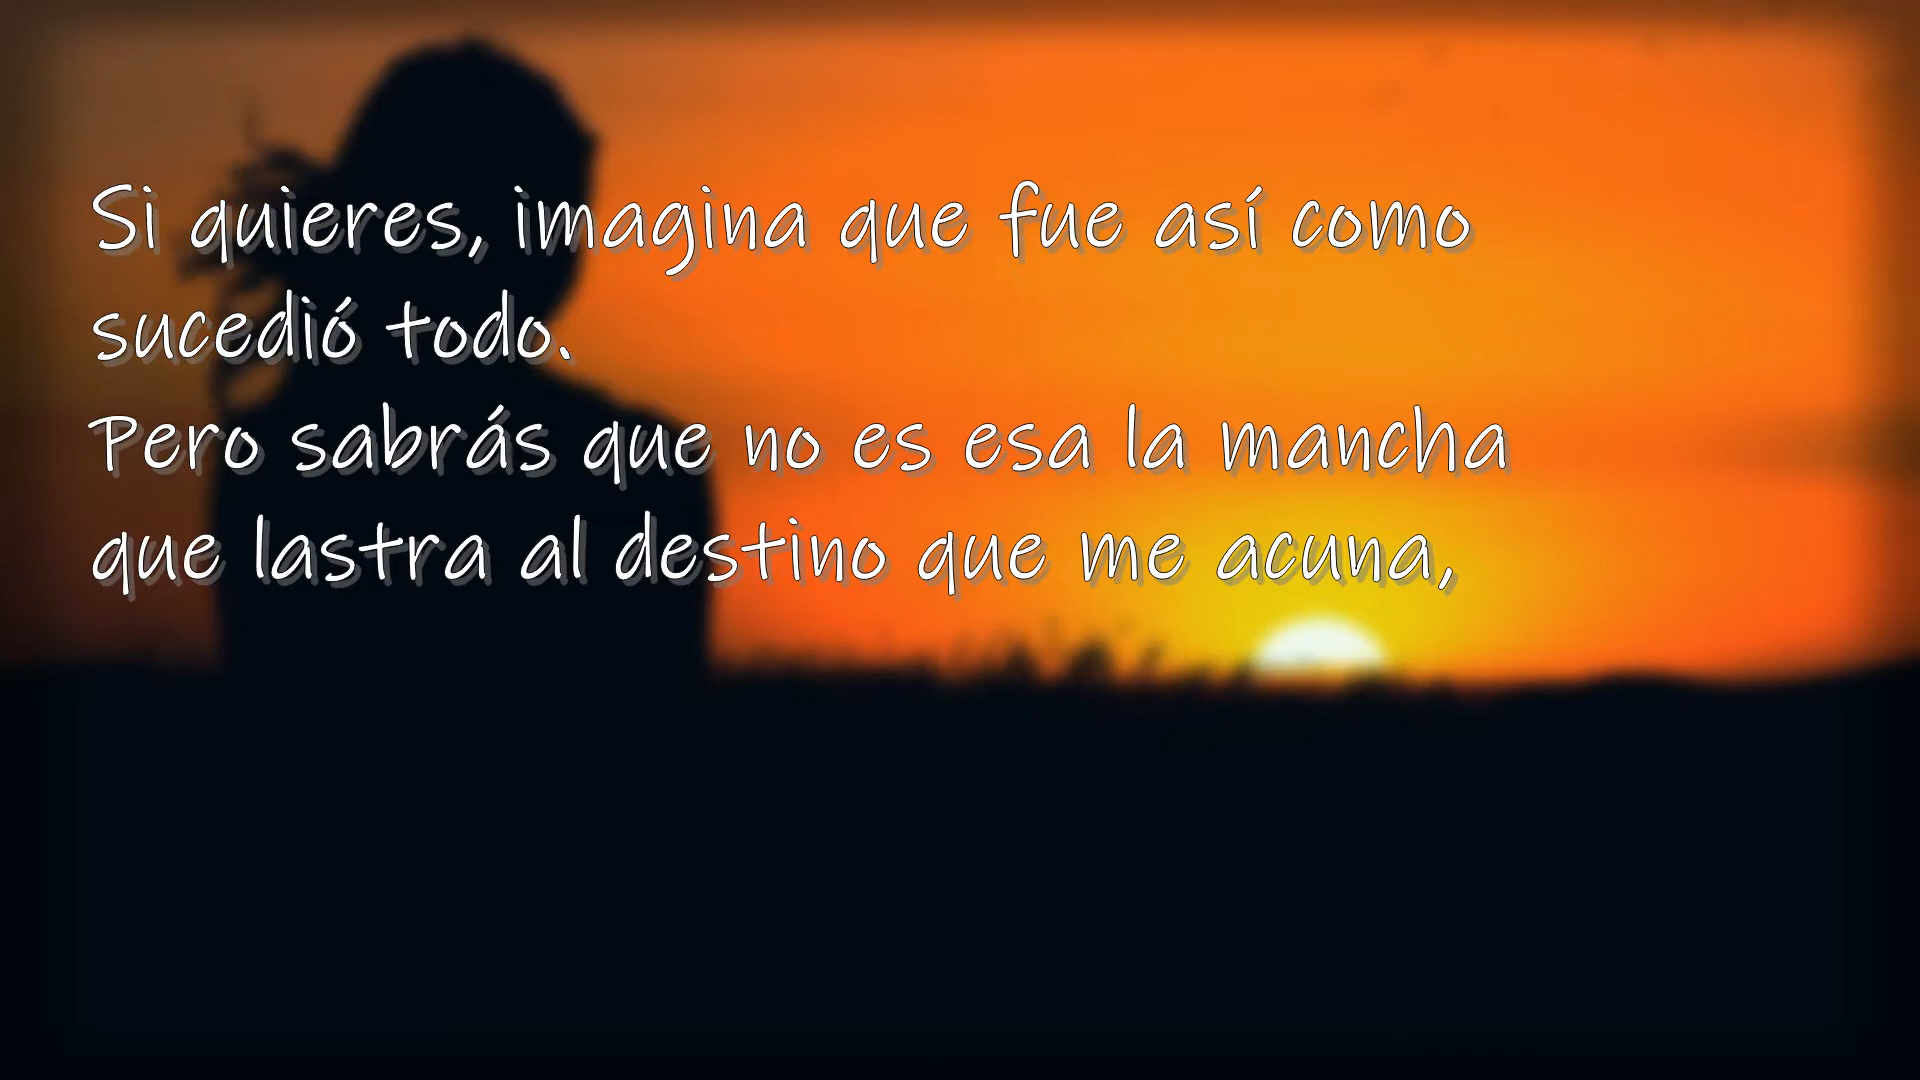 Si quieres, imagina que fue así como
sucedió todo.
Pero sabrás que no es esa la mancha
que lastra al destino que me acuna,